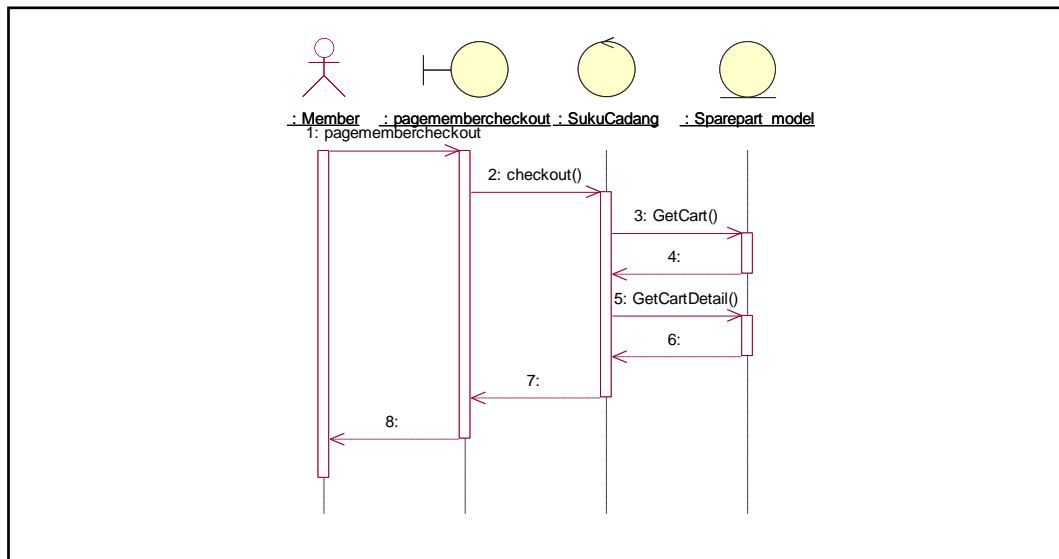 : Member
: pagemembercheckout
: SukuCadang
: Sparepart_model
1: pagemembercheckout
2: checkout()
3: GetCart()
4:
5: GetCartDetail()
6:
7:
8: